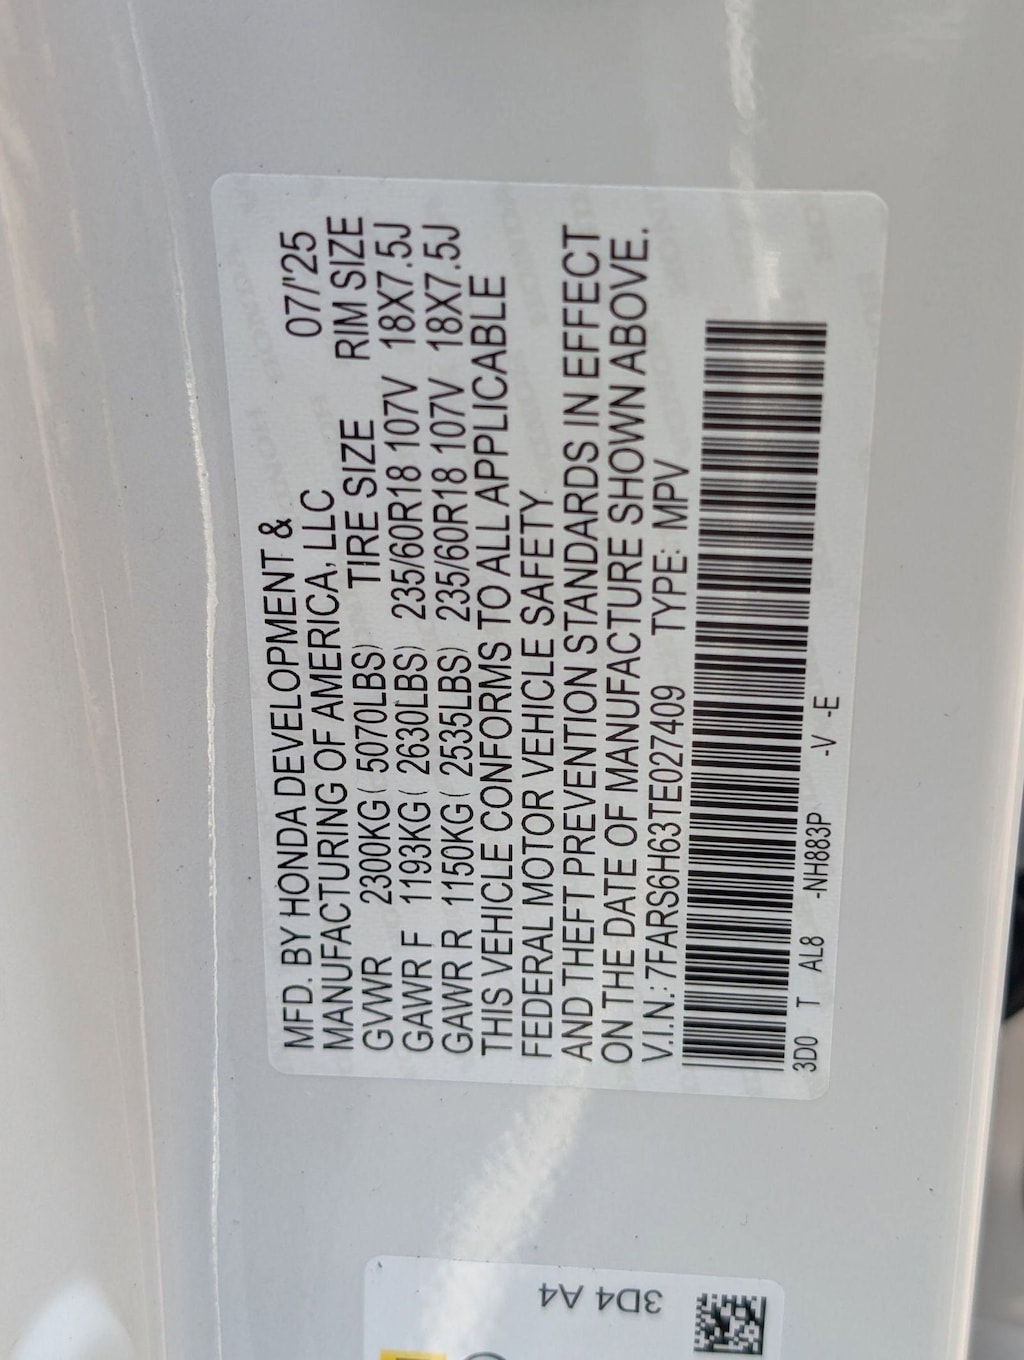 MFD. BY HONDA DEVELOPMENT & 07/'25
MANUFACTURING OF AMERICA, LLC
TIRE SIZE RIM SIZE
GVWR 2300KG ( 5070LBS)
GAWR F 1193KG ( 2630LBS) 235/60R18 107V 18X7.5J
GAWR R 1150KG ( 2535LBS) 235/60R18 107V 18X7.5J
THIS VEHICLE CONFORMS TO ALL APPLICABLE
FEDERAL MOTOR VEHICLE SAFETY
AND THEFT PREVENTION STANDARDS IN EFFECT
ON THE DATE OF MANUFACTURE SHOWN ABOVE.
V.I.N.: 7FARS6H63TE027409 TYPE: MPV
3D0 T AL8 -NH883P -V -E
3D4 A4